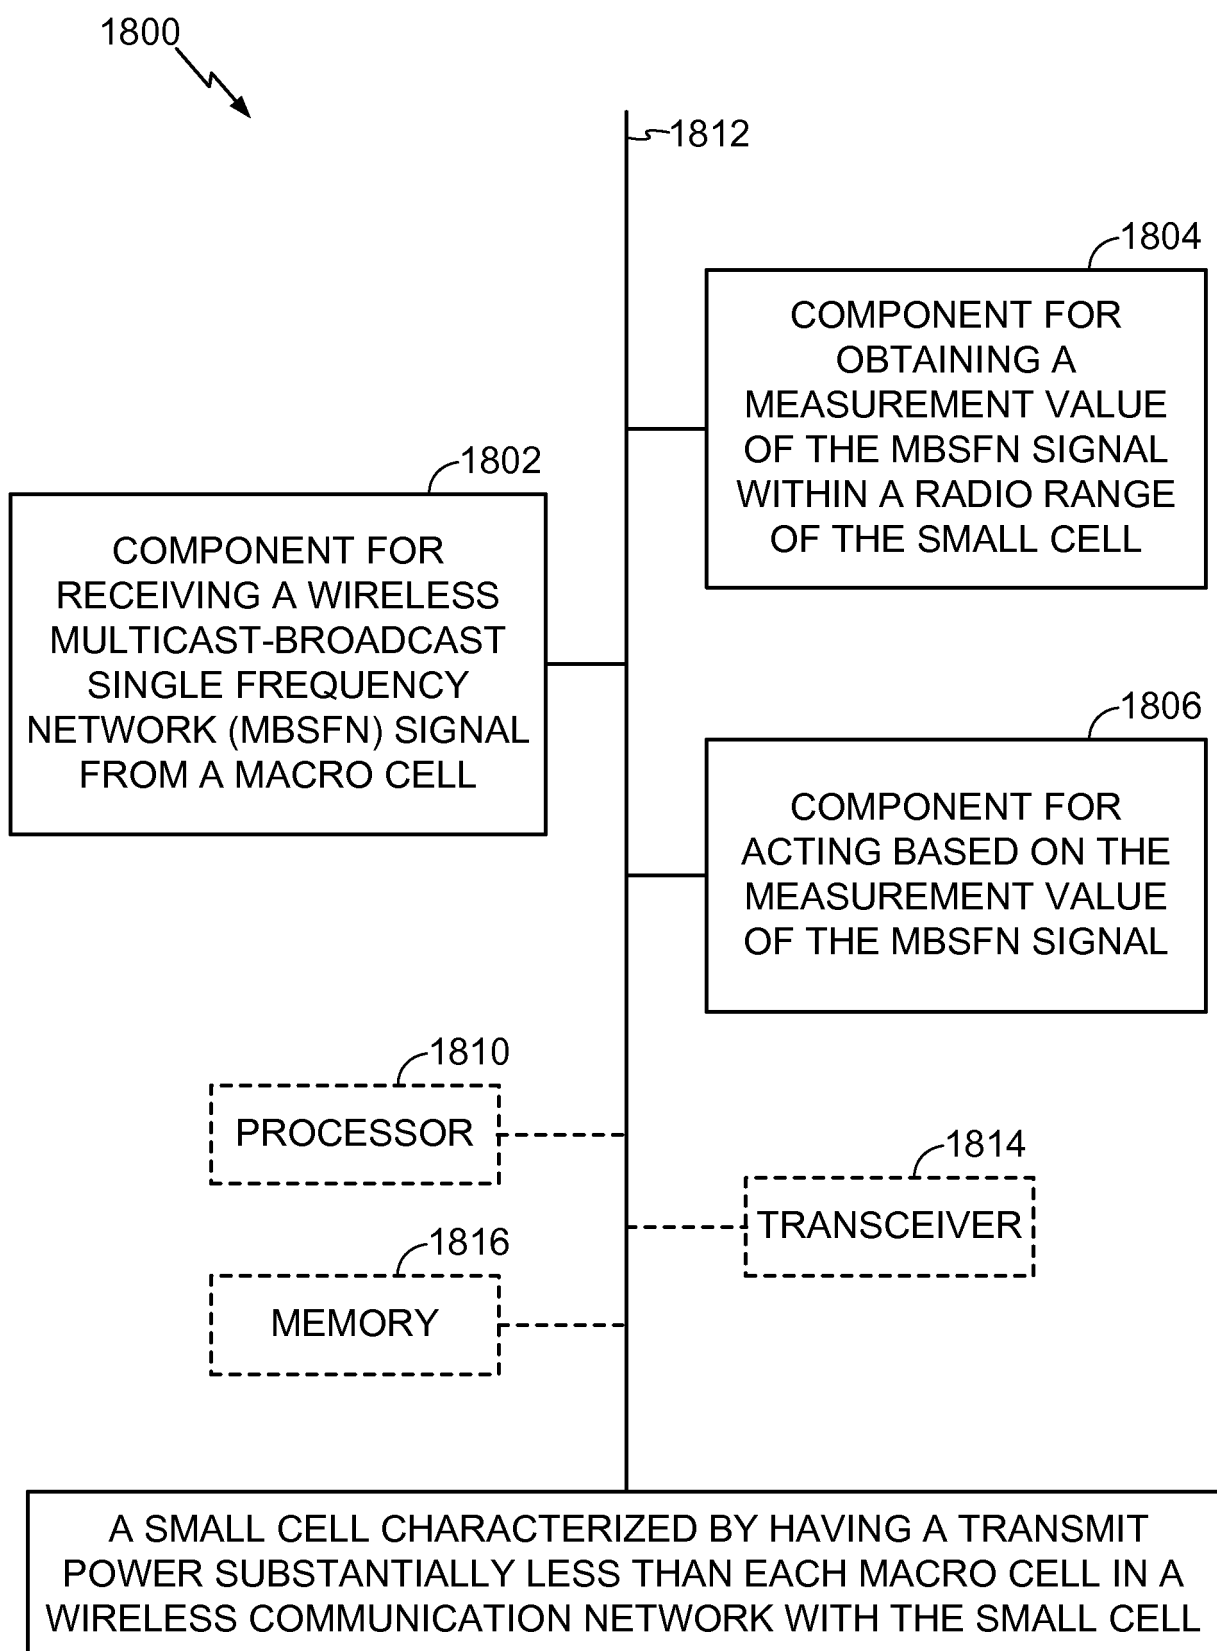 1800
1812
1804
COMPONENT FOR
OBTAINING A
MEASUREMENT VALUE
OF THE MBSFN SIGNAL
WITHIN A RADIO RANGE
OF THE SMALL CELL
1802
COMPONENT FOR
RECEIVING A WIRELESS
MULTICAST-BROADCAST
SINGLE FREQUENCY
NETWORK (MBSFN) SIGNAL
FROM A MACRO CELL
1806
COMPONENT FOR
ACTING BASED ON THE
MEASUREMENT VALUE
OF THE MBSFN SIGNAL
1810
PROCESSOR
1814
TRANSCEIVER
1816
MEMORY
A SMALL CELL CHARACTERIZED BY HAVING A TRANSMIT
POWER SUBSTANTIALLY LESS THAN EACH MACRO CELL IN A
WIRELESS COMMUNICATION NETWORK WITH THE SMALL CELL